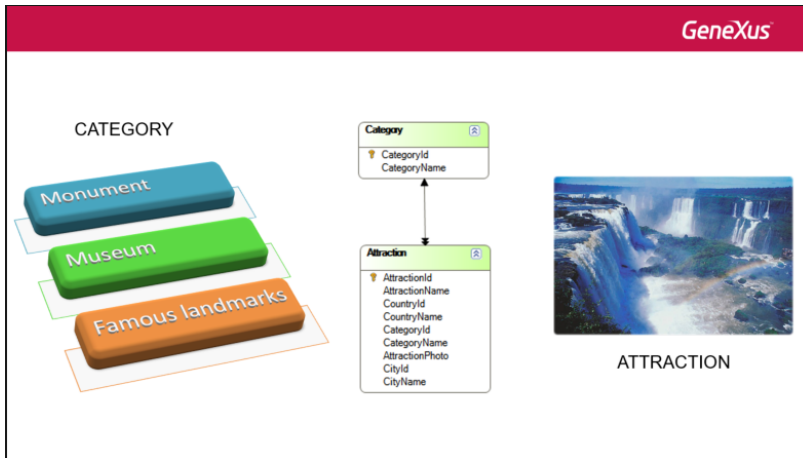 GeneXus
CATEGORY
Monument
Museum
Famous landmarks
Category
CategoryId
CategoryName
Attraction
AttractionId
AttractionName
CountryId
CountryName
CategoryId
CategoryName
AttractionPhoto
CityId
CityName
ATTRACTION